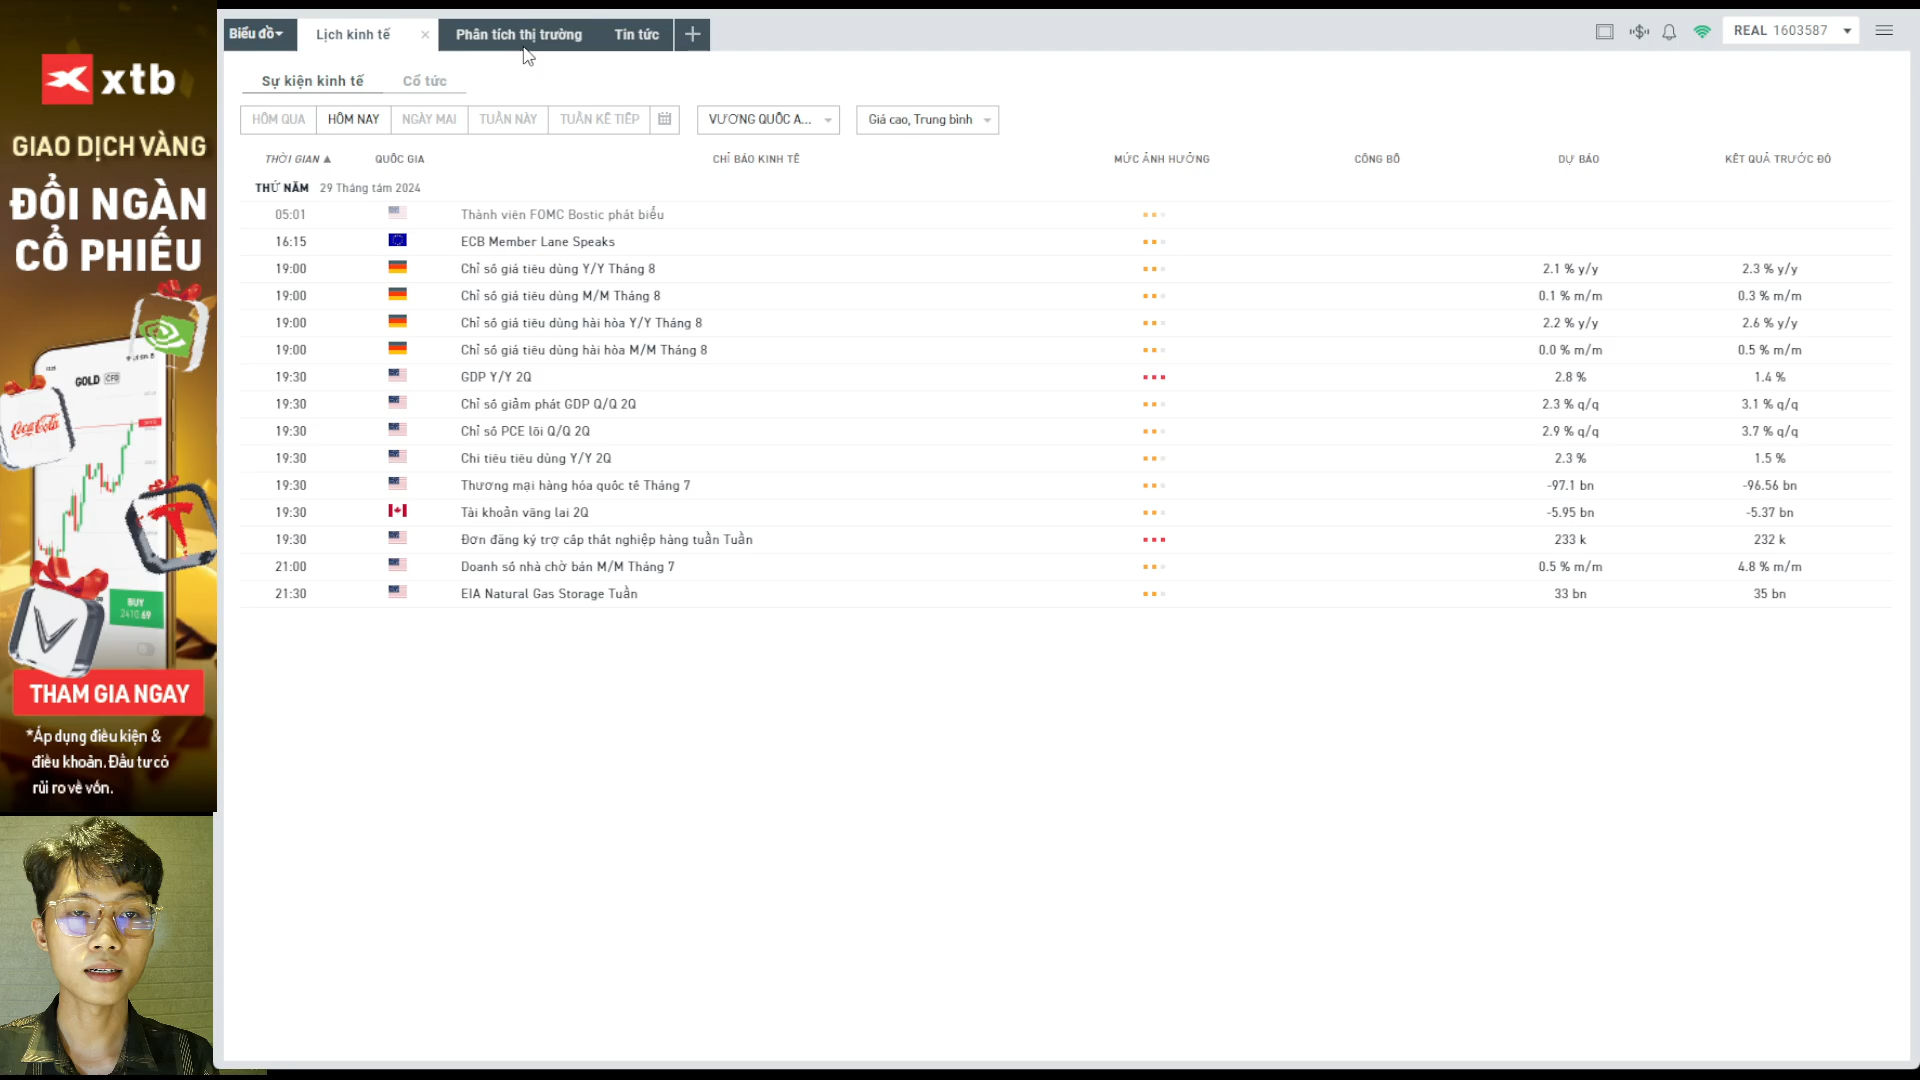 xtb
GIAO DỊCH VÀNG
ĐỔI NGÀN
CỔ PHIẾU
GOLD CFD
Coca-Cola
BUY
2410.69
THAM GIA NGAY
*Áp dụng điều kiện &
điều khoản. Đầu tư có
rủi ro về vốn.
Biểu đồ Lịch kinh tế × Phân tích thị trường Tin tức +
REAL 1603587
Sự kiện kinh tế Cổ tức
HÔM QUA HÔM NAY NGÀY MAI TUẦN NÀY TUẦN KẾ TIẾP VƯƠNG QUỐC A... Giá cao, Trung bình
THỜI GIAN ▲ QUỐC GIA CHỈ BÁO KINH TẾ MỨC ẢNH HƯỞNG CÔNG BỐ DỰ BÁO KẾT QUẢ TRƯỚC ĐÓ
THỨ NĂM 29 Tháng tám 2024
05:01 Thành viên FOMC Bostic phát biểu
16:15 ECB Member Lane Speaks
19:00 Chỉ số giá tiêu dùng Y/Y Tháng 8 2.1 % y/y 2.3 % y/y
19:00 Chỉ số giá tiêu dùng M/M Tháng 8 0.1 % m/m 0.3 % m/m
19:00 Chỉ số giá tiêu dùng hài hòa Y/Y Tháng 8 2.2 % y/y 2.6 % y/y
19:00 Chỉ số giá tiêu dùng hài hòa M/M Tháng 8 0.0 % m/m 0.5 % m/m
19:30 GDP Y/Y 2Q 2.8 % 1.4 %
19:30 Chỉ số giảm phát GDP Q/Q 2Q 2.3 % q/q 3.1 % q/q
19:30 Chỉ số PCE lõi Q/Q 2Q 2.9 % q/q 3.7 % q/q
19:30 Chi tiêu tiêu dùng Y/Y 2Q 2.3 % 1.5 %
19:30 Thương mại hàng hóa quốc tế Tháng 7 -97.1 bn -96.56 bn
19:30 Tài khoản vãng lai 2Q -5.95 bn -5.37 bn
19:30 Đơn đăng ký trợ cấp thất nghiệp hàng tuần Tuần 233 k 232 k
21:00 Doanh số nhà chờ bán M/M Tháng 7 0.5 % m/m 4.8 % m/m
21:30 EIA Natural Gas Storage Tuần 33 bn 35 bn